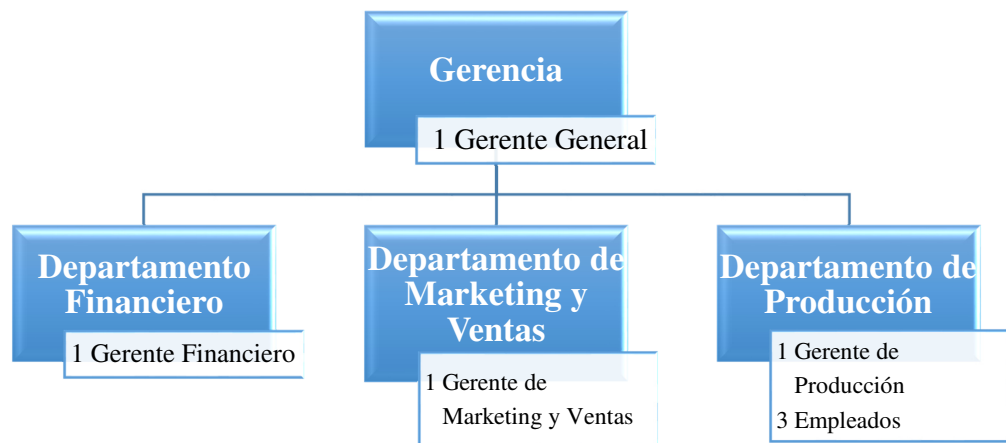 Gerencia
1 Gerente General
Departamento
Financiero
1 Gerente Financiero
Departamento de
Marketing y
Ventas
1 Gerente de
Marketing y Ventas
Departamento de
Producción
1 Gerente de
Producción
3 Empleados